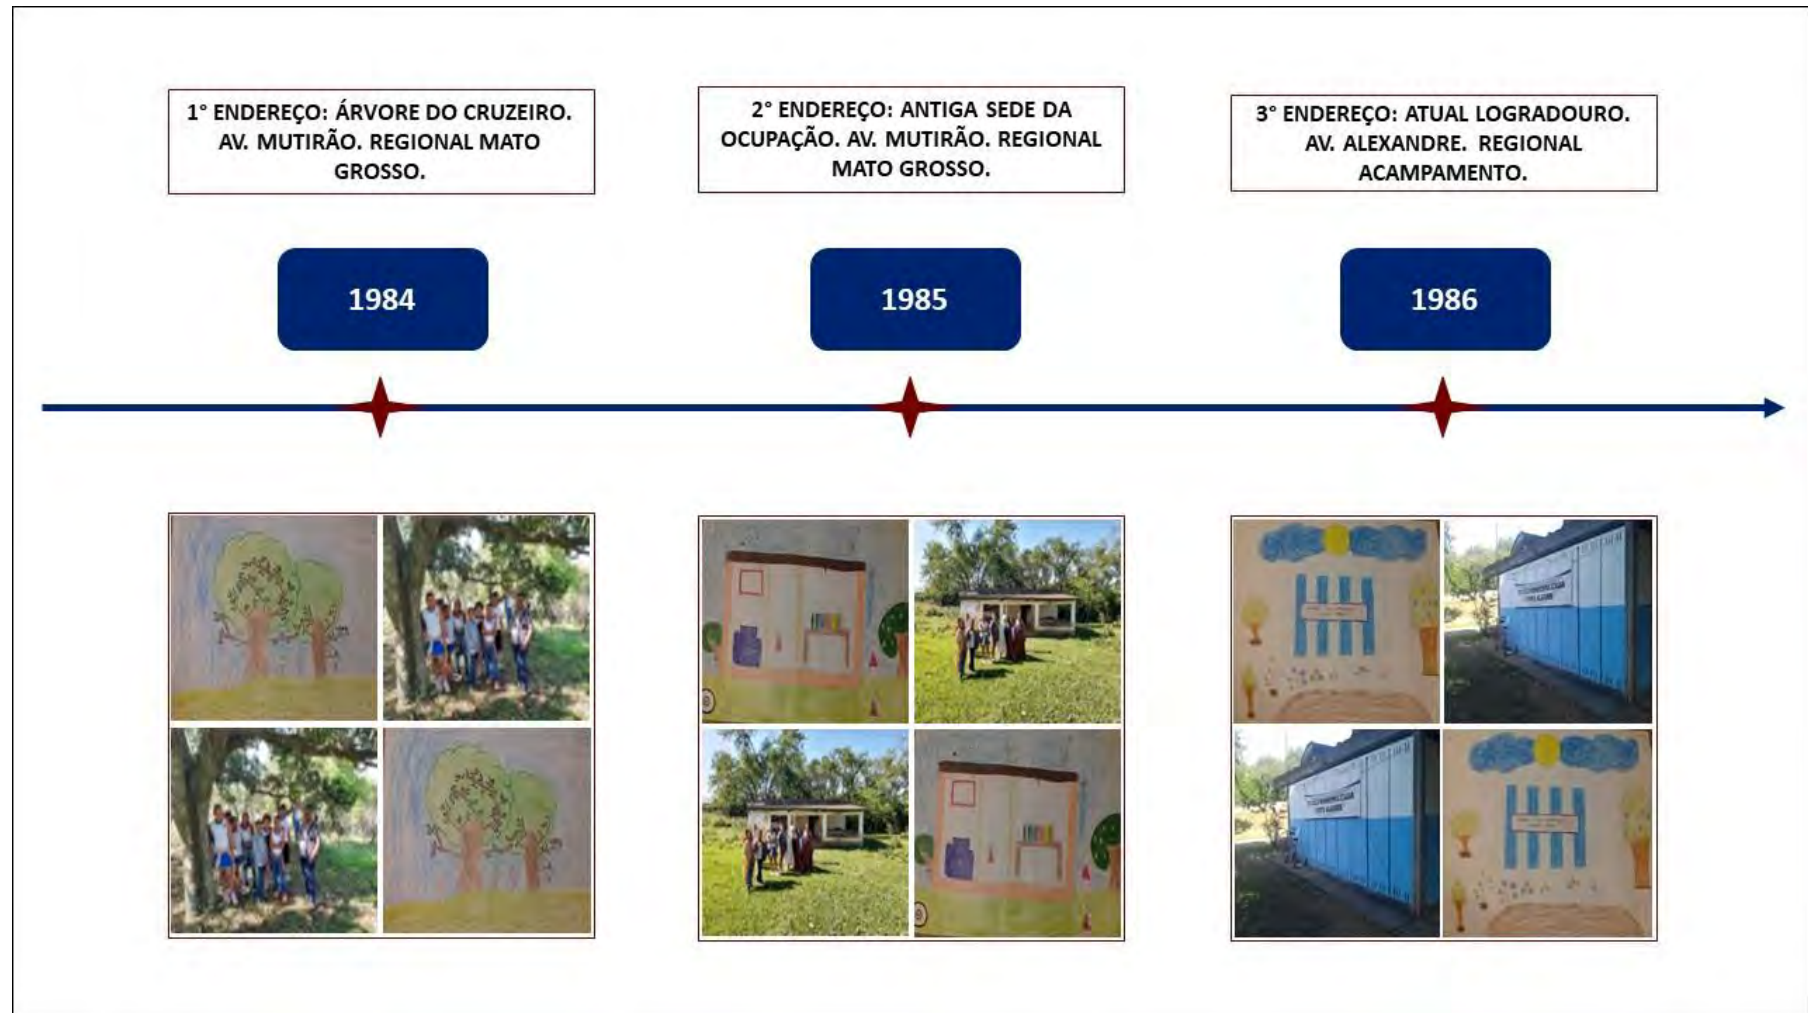 1° ENDEREÇO: ÁRVORE DO CRUZEIRO.
AV. MUTIRÃO. REGIONAL MATO
GROSSO.
2° ENDEREÇO: ANTIGA SEDE DA
OCUPAÇÃO. AV. MUTIRÃO. REGIONAL
MATO GROSSO.
3° ENDEREÇO: ATUAL LOGRADOURO.
AV. ALEXANDRE. REGIONAL
ACAMPAMENTO.
1984
1985
1986